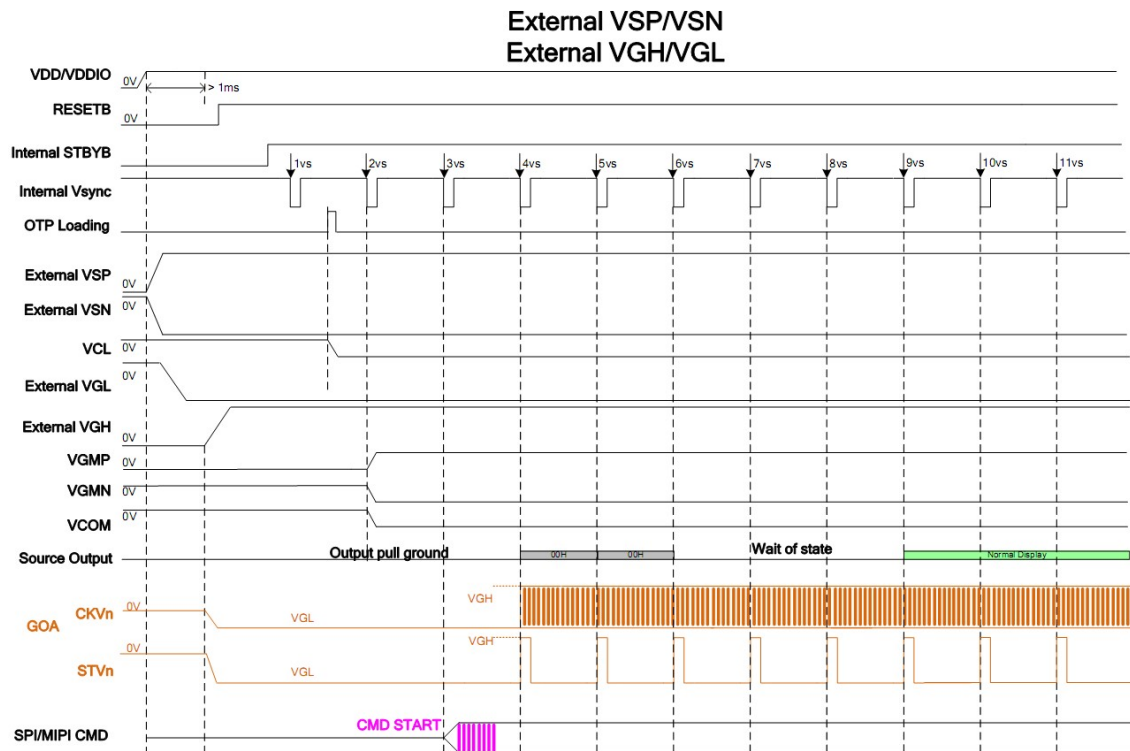 External VSP/VSN
External VGH/VGL
VDD/VDDIO 0V > 1ms
RESETB 0V
Internal STBYB
1vs 2vs 3vs 4vs 5vs 6vs 7vs 8vs 9vs 10vs 11vs
Internal Vsync
OTP Loading
External VSP 0V
External VSN 0V
VCL 0V
External VGL 0V
External VGH 0V
VGMP 0V
VGMN 0V
VCOM 0V
Source Output Output pull ground 00H 00H Wait of state Normal Display
GOA CKVn 0V VGL VGH
STVn 0V VGL VGH
SPI/MIPI CMD CMD START